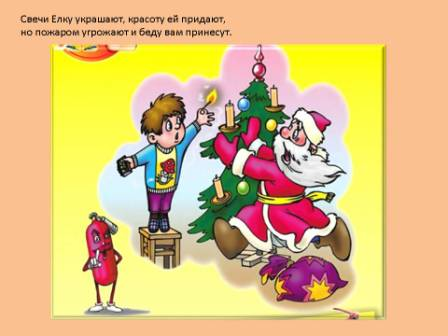 Свечи Елку украшают, красоту ей придают,
но пожаром угрожают и беду вам принесут.